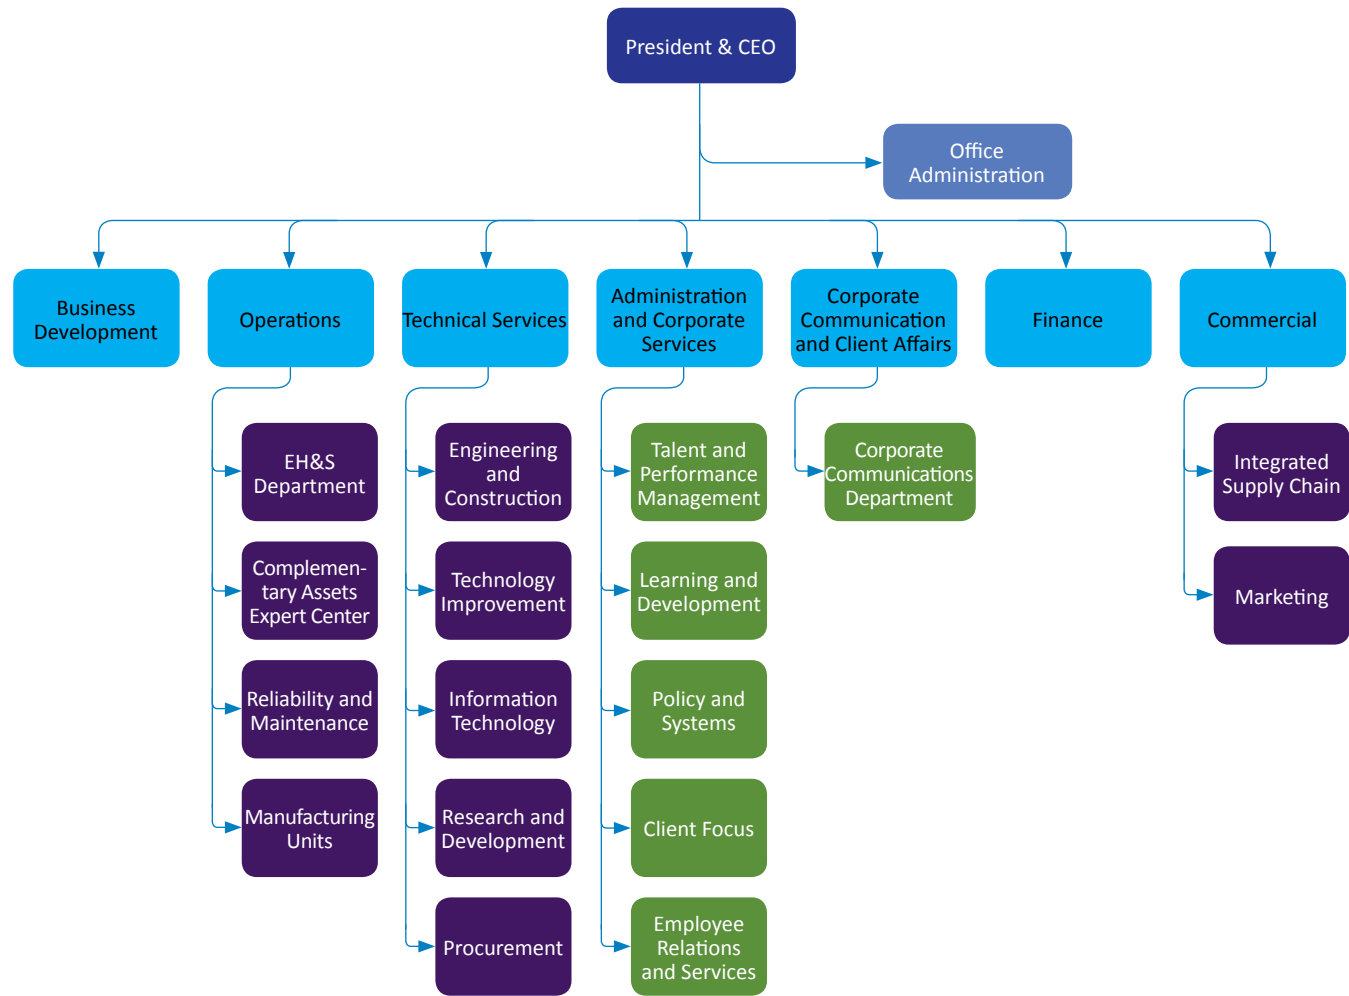 President & CEO
Office
Administration
Business
Development
Operations
Technical Services
Administration
and Corporate
Services
Corporate
Communication
and Client Affairs
Finance
Commercial
EH&S
Department
Complemen-
tary Assets
Expert Center
Reliability and
Maintenance
Manufacturing
Units
Engineering
and
Construction
Technology
Improvement
Information
Technology
Research and
Development
Procurement
Talent and
Performance
Management
Learning and
Development
Policy and
Systems
Client Focus
Employee
Relations
and Services
Corporate
Communications
Department
Integrated
Supply Chain
Marketing